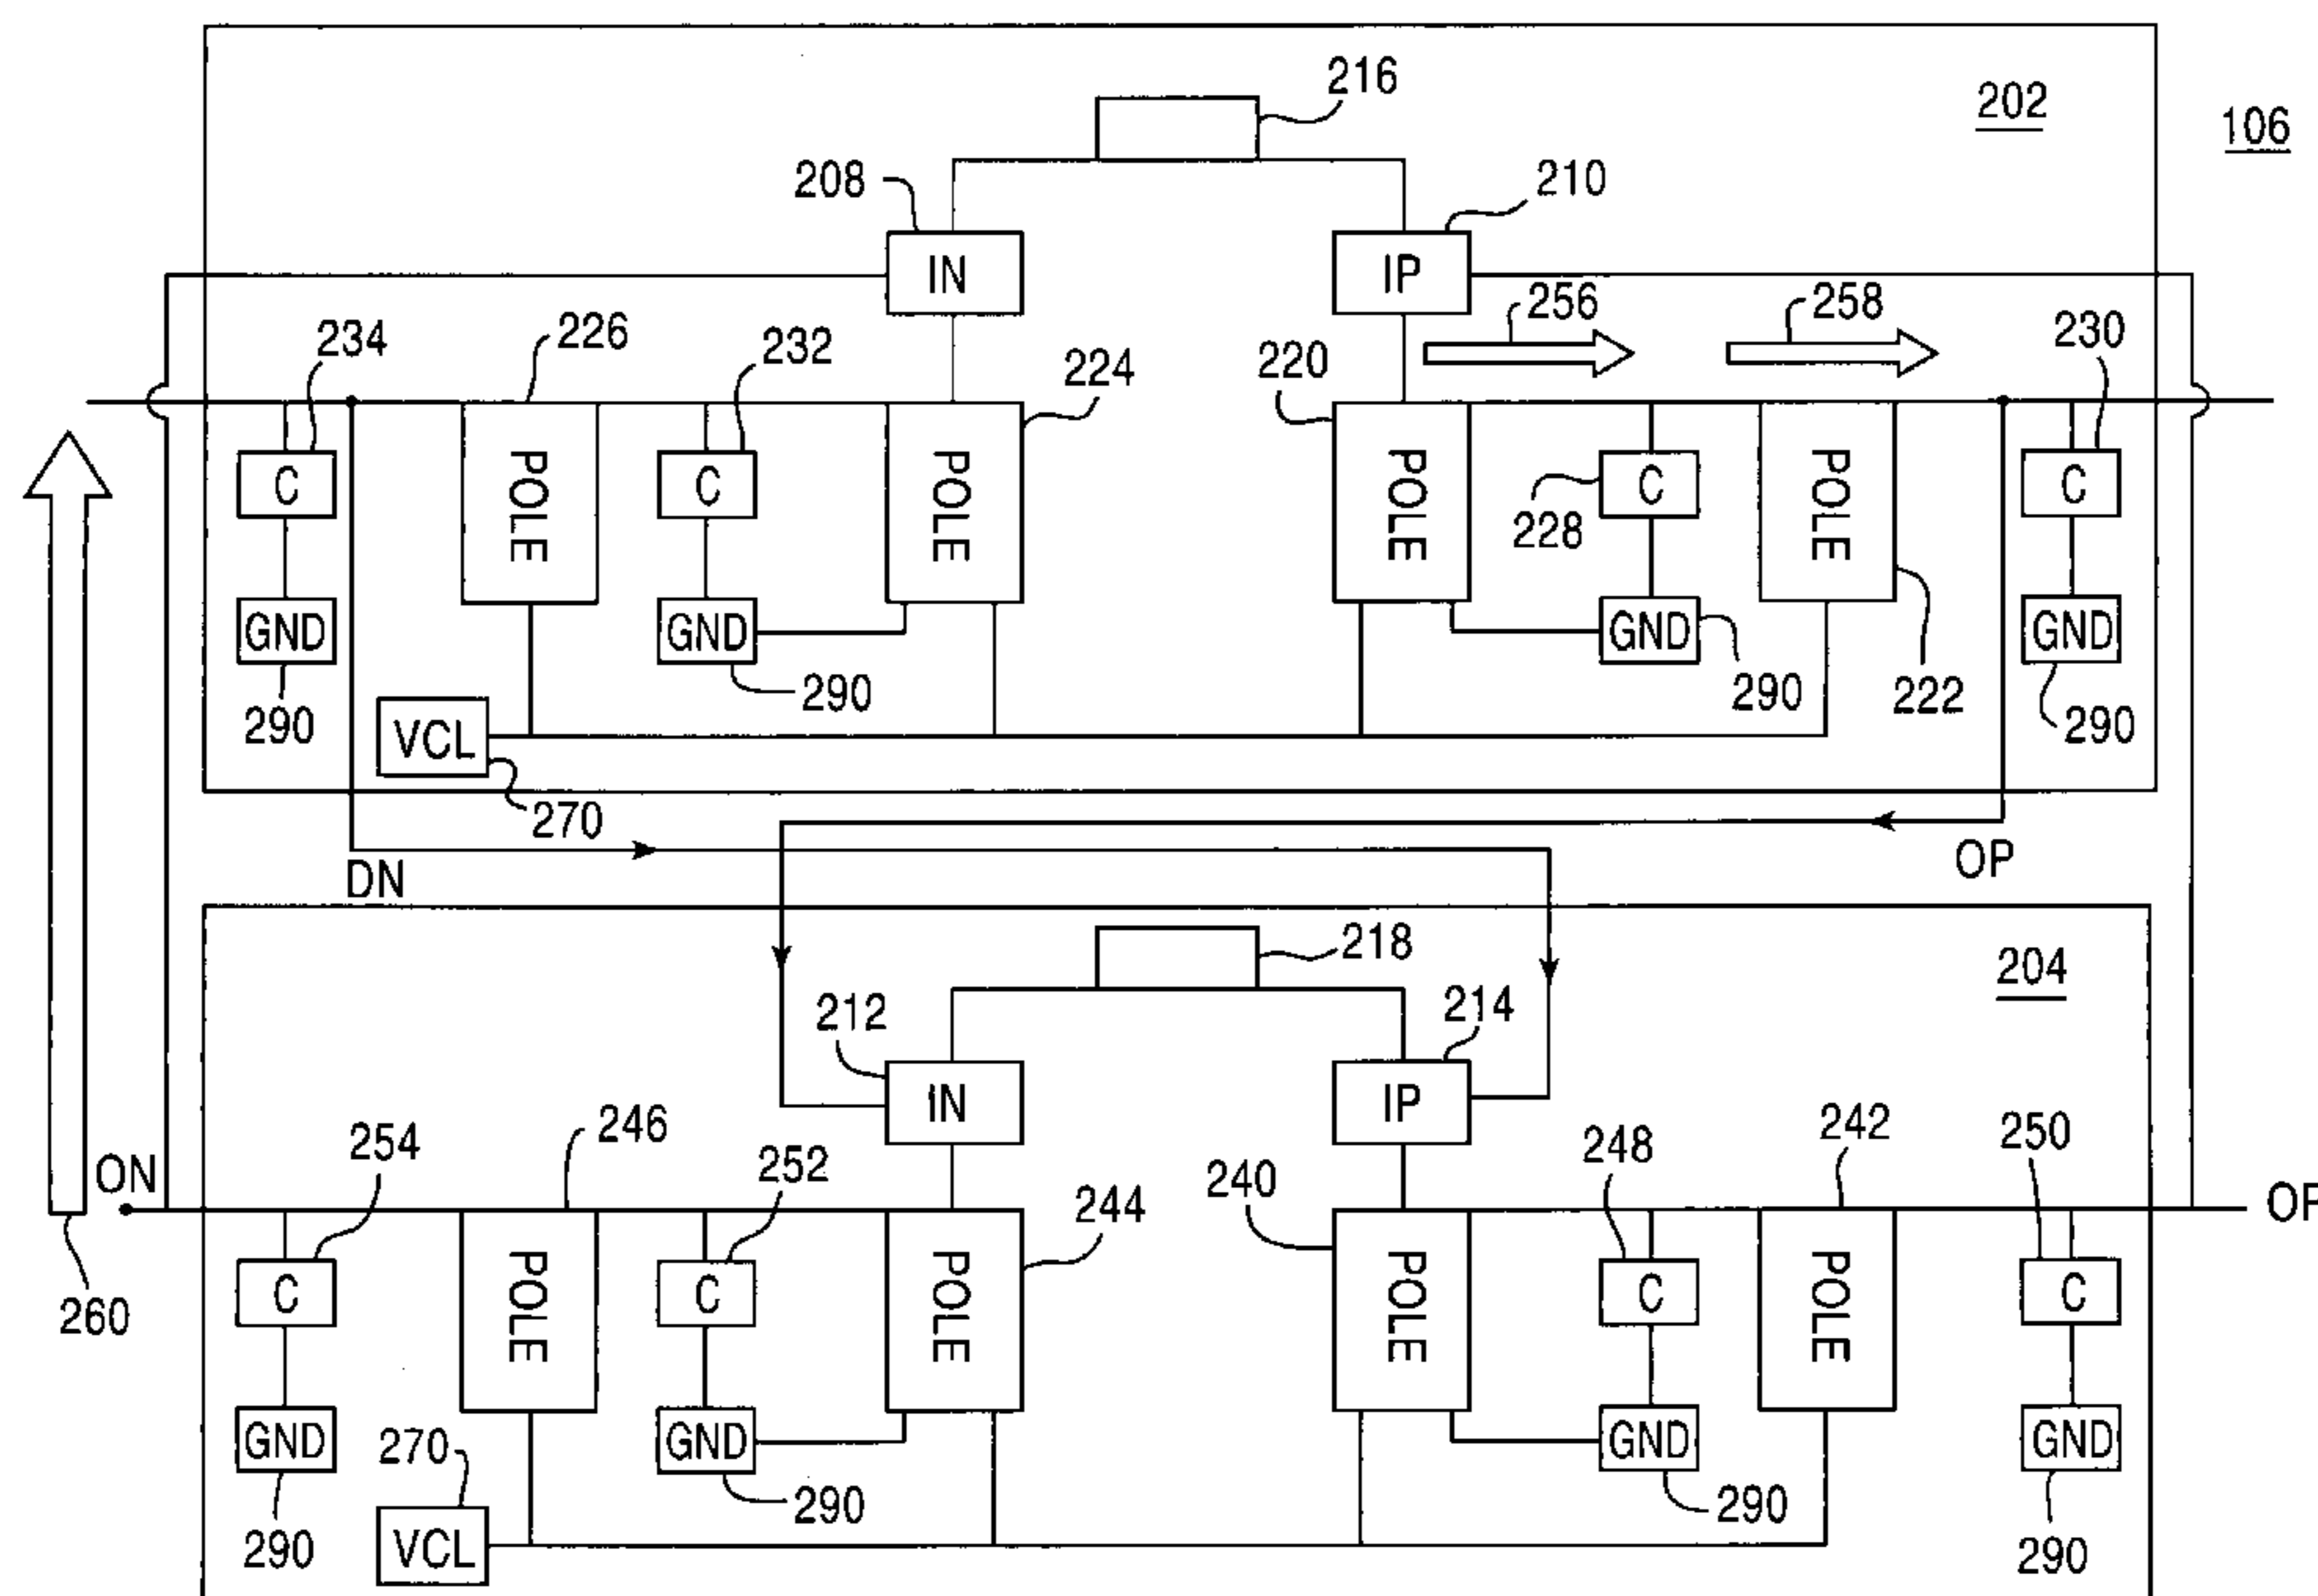 216
202
106
208
210
IN
IP
256
258
234
226
232
224
220
230
C
POLE
C
POLE
POLE
C
228
POLE
C
GND
GND
GND
GND
290
290
290
222
290
VCL
270
DN
OP
218
204
212
214
IN
IP
254
246
252
244
240
248
242
250
ON
OP
C
POLE
C
POLE
POLE
C
POLE
C
260
GND
GND
GND
GND
270
290
290
290
290
VCL